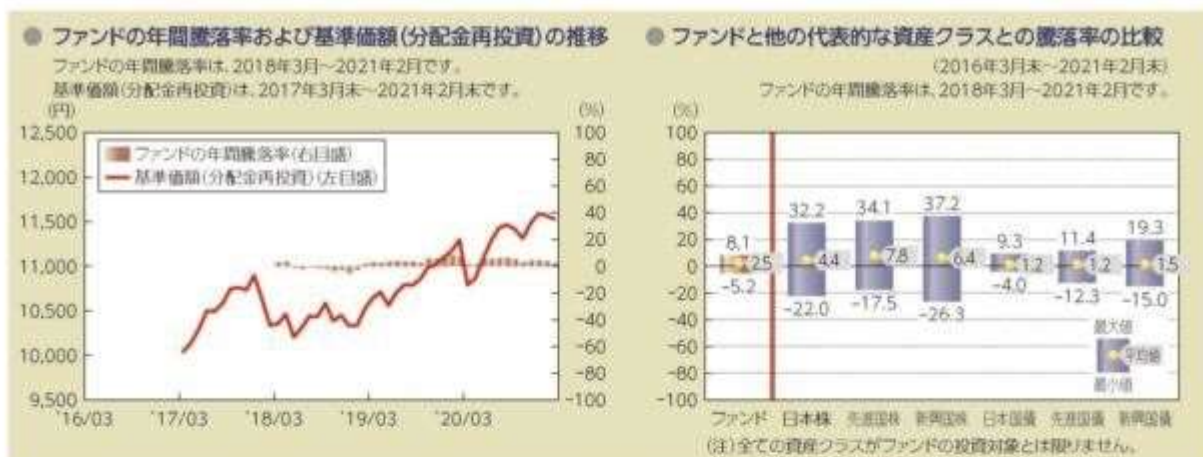 ● ファンドの年間騰落率および基準価額(分配金再投資)の推移
ファンドの年間騰落率は、2018年3月～2021年2月です。
基準価額(分配金再投資)は、2017年3月末～2021年2月末です。
(円)
(%)
12,500
12,000
11,500
11,000
10,500
10,000
9,500
ファンドの年間騰落率(右目盛)
基準価額(分配金再投資)(左目盛)
100
80
60
40
20
0
-20
-40
-60
-80
-100
'16/03 '17/03 '18/03 '19/03 '20/03
● ファンドと他の代表的な資産クラスとの騰落率の比較
(2016年3月末～2021年2月末)
ファンドの年間騰落率は、2018年3月～2021年2月です。
(%)
100
80
60
40
20
0
-20
-40
-60
-80
-100
8.1 32.2 34.1 37.2 9.3 11.4 19.3
2.5 4.4 7.8 6.4 1.2 1.2 1.5
-5.2 -22.0 -17.5 -26.3 -4.0 -12.3 -15.0
最大値
平均値
最小値
ファンド 日本株 先進国株 新興国株 日本国債 先進国債 新興国債
(注)全ての資産クラスがファンドの投資対象とは限りません。